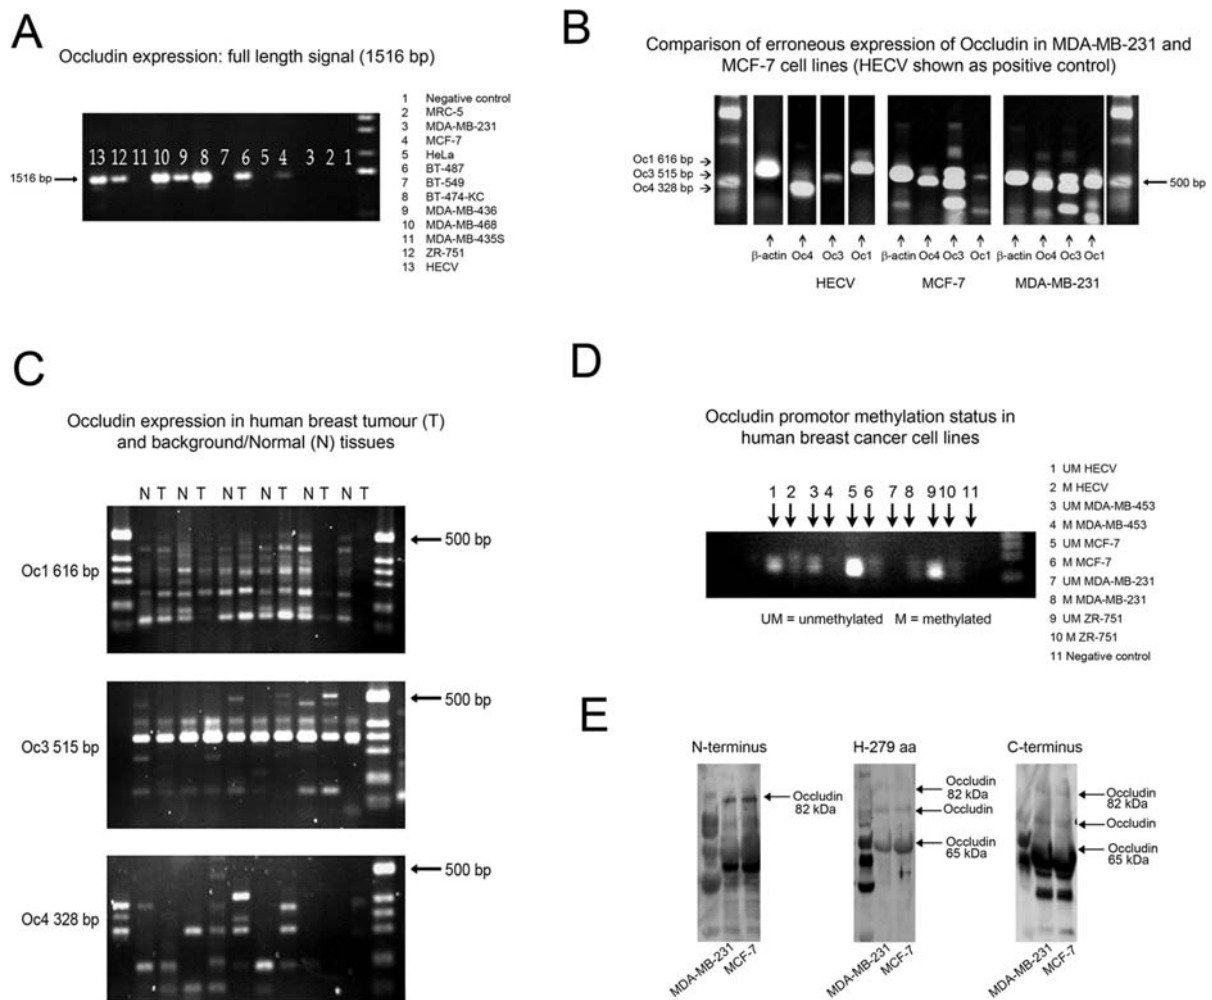 A
Occludin expression: full length signal (1516 bp)
13 12 11 10 9 8 7 6 5 4 3 2 1
1516 bp
1 Negative control
2 MRC-5
3 MDA-MB-231
4 MCF-7
5 HeLa
6 BT-487
7 BT-549
8 BT-474-KC
9 MDA-MB-436
10 MDA-MB-468
11 MDA-MB-435S
12 ZR-751
13 HECV
B
Comparison of erroneous expression of Occludin in MDA-MB-231 and
MCF-7 cell lines (HECV shown as positive control)
Oc1 616 bp
Oc3 515 bp
Oc4 328 bp
500 bp
β-actin Oc4 Oc3 Oc1 β-actin Oc4 Oc3 Oc1 β-actin Oc4 Oc3 Oc1
HECV MCF-7 MDA-MB-231
C
Occludin expression in human breast tumour (T)
and background/Normal (N) tissues
N T N T N T N T N T
500 bp
Oc1 616 bp
500 bp
Oc3 515 bp
500 bp
Oc4 328 bp
D
Occludin promotor methylation status in
human breast cancer cell lines
1 2 3 4 5 6 7 8 9 10 11
UM = unmethylated M = methylated
1 UM HECV
2 M HECV
3 UM MDA-MB-453
4 M MDA-MB-453
5 UM MCF-7
6 M MCF-7
7 UM MDA-MB-231
8 M MDA-MB-231
9 UM ZR-751
10 M ZR-751
11 Negative control
E
N-terminus
Occludin
82 kDa
MDA-MB-231
MCF-7
H-279 aa
Occludin
82 kDa
Occludin
Occludin
65 kDa
MDA-MB-231
MCF-7
C-terminus
Occludin
82 kDa
Occludin
Occludin
65 kDa
MDA-MB-231
MCF-7